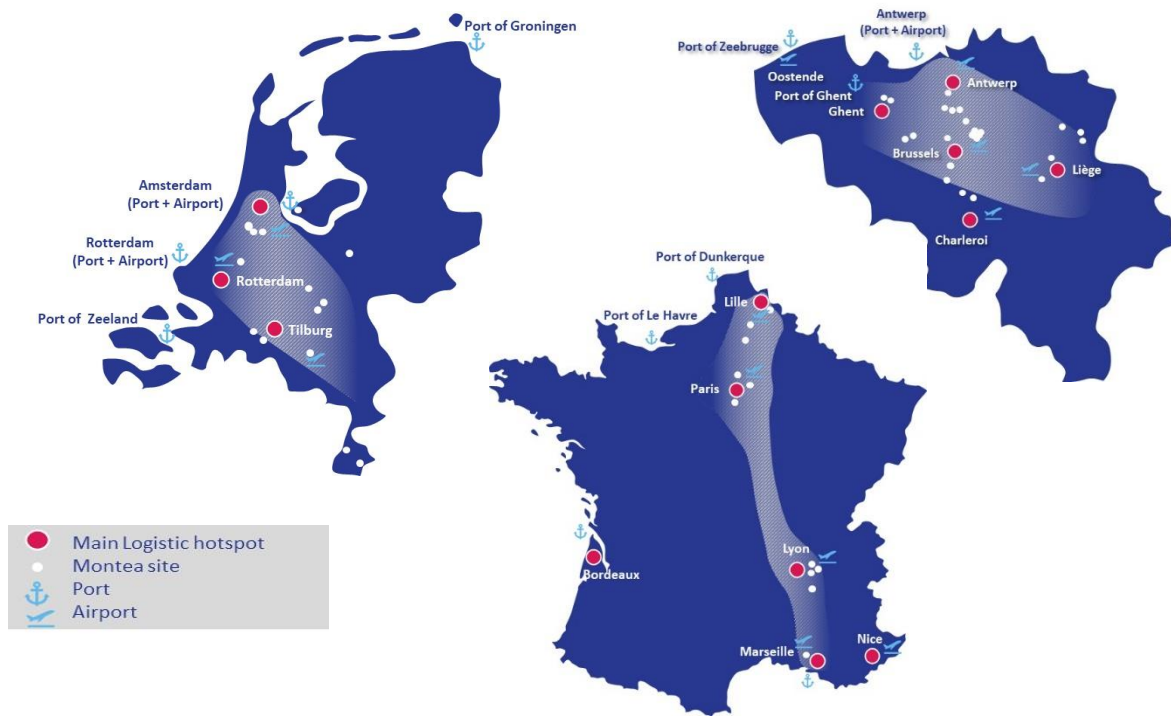 Port of Groningen
Amsterdam
(Port + Airport)
Rotterdam
(Port + Airport)
Rotterdam
Port of Zeeland
Tilburg
Antwerp
(Port + Airport)
Port of Zeebrugge
Oostende
Antwerp
Port of Ghent
Ghent
Brussels
Liège
Charleroi
Port of Dunkerque
Lille
Port of Le Havre
Paris
Lyon
Bordeaux
Marseille
Nice
Main Logistic hotspot
Montea site
Port
Airport